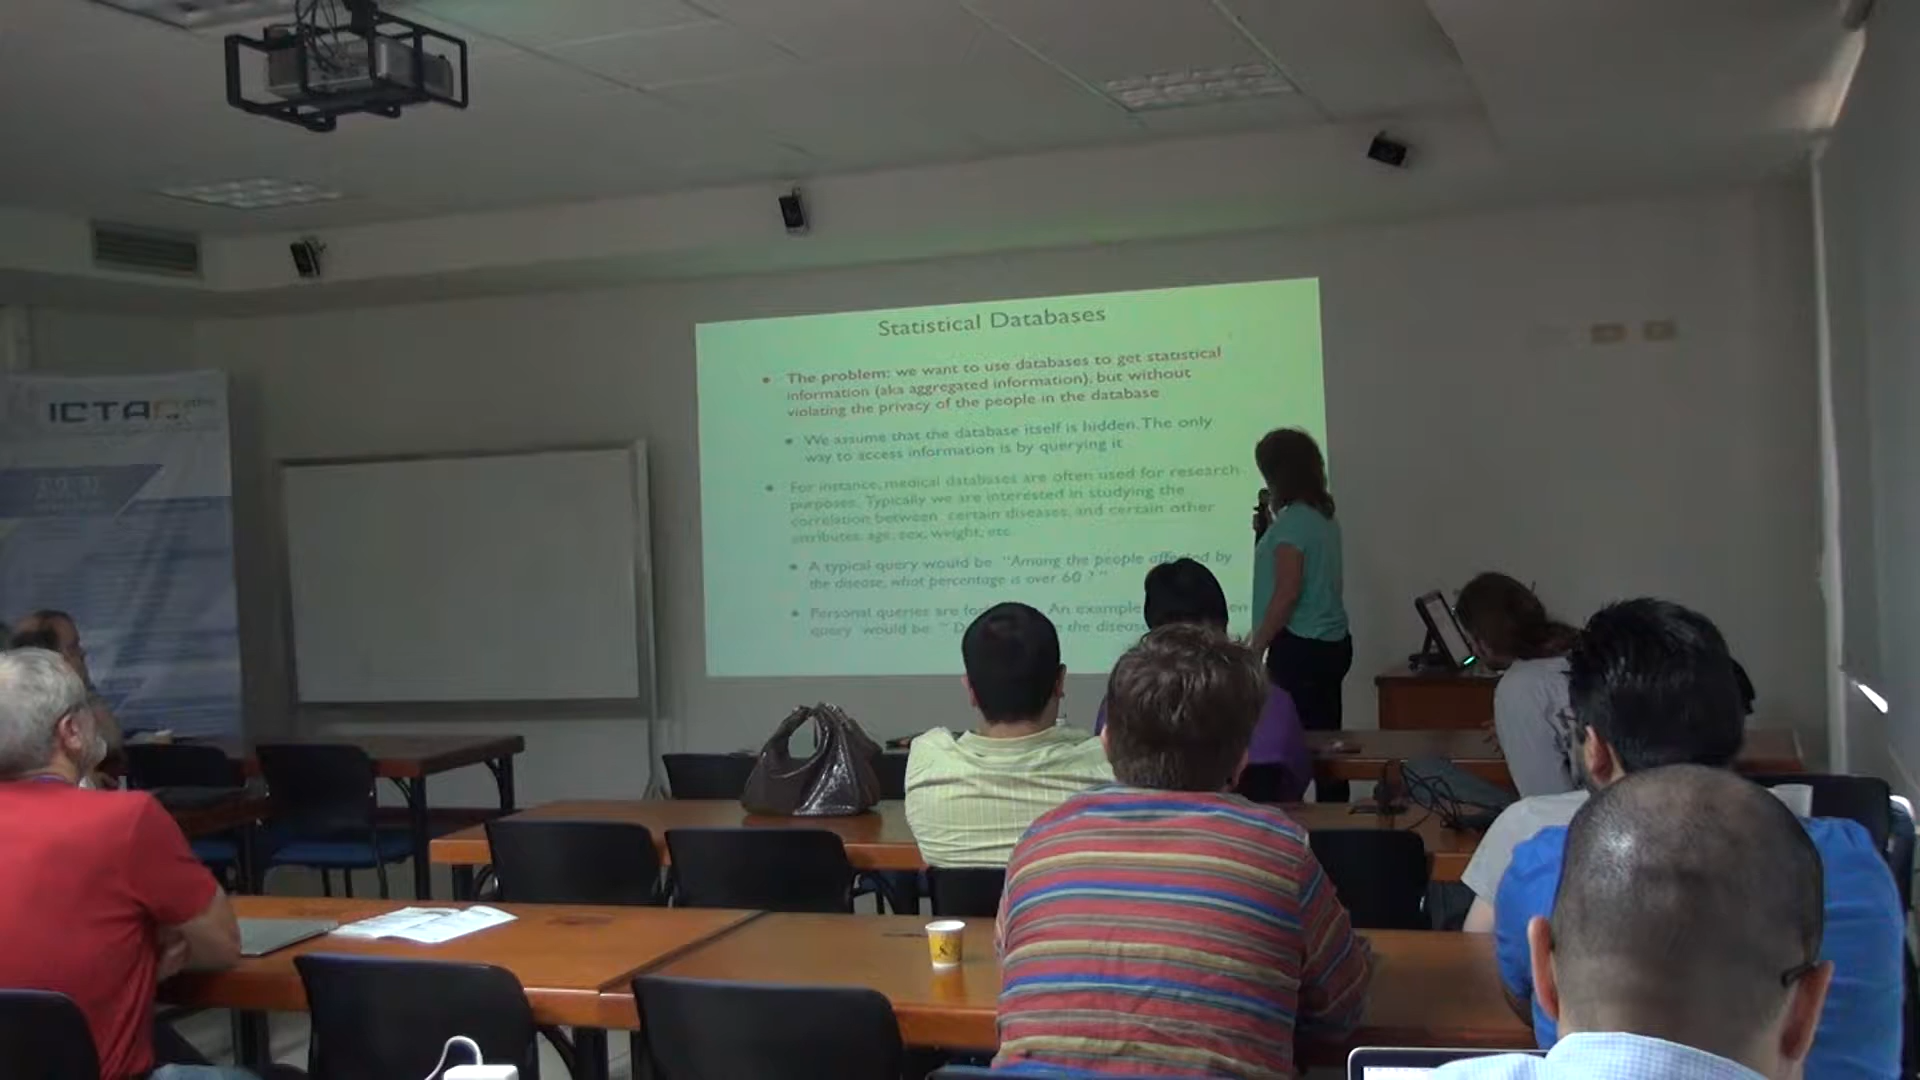 Statistical Databases
• The problem: we want to use databases to get statistical
information (aka aggregated information), but without
violating the privacy of the people in the database
• We assume that the database itself is hidden. The only
way to access information is by querying it
• For instance, medical databases are often used for research
purposes. Typically we are interested in studying the
correlation between certain diseases, and certain other
attributes: age, sex, weight, etc.
• A typical query would be: “Among the people affected by
the disease, what percentage is over 60 ? ”
• Personal queries are An example
query would be: “ the disease
ICTAC